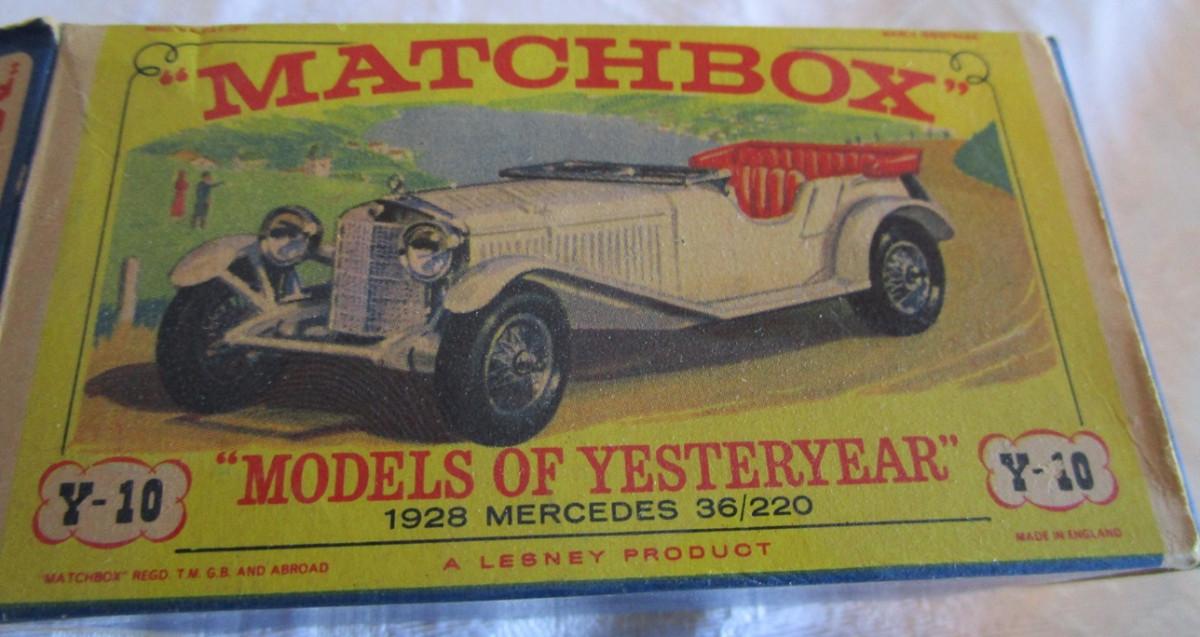 "MATCHBOX"
Y-10
"MODELS OF YESTERYEAR"
Y-10
1928 MERCEDES 36/220
A LESNEY PRODUCT
"MATCHBOX" REGD. T.M. G.B. AND ABROAD
MADE IN ENGLAND